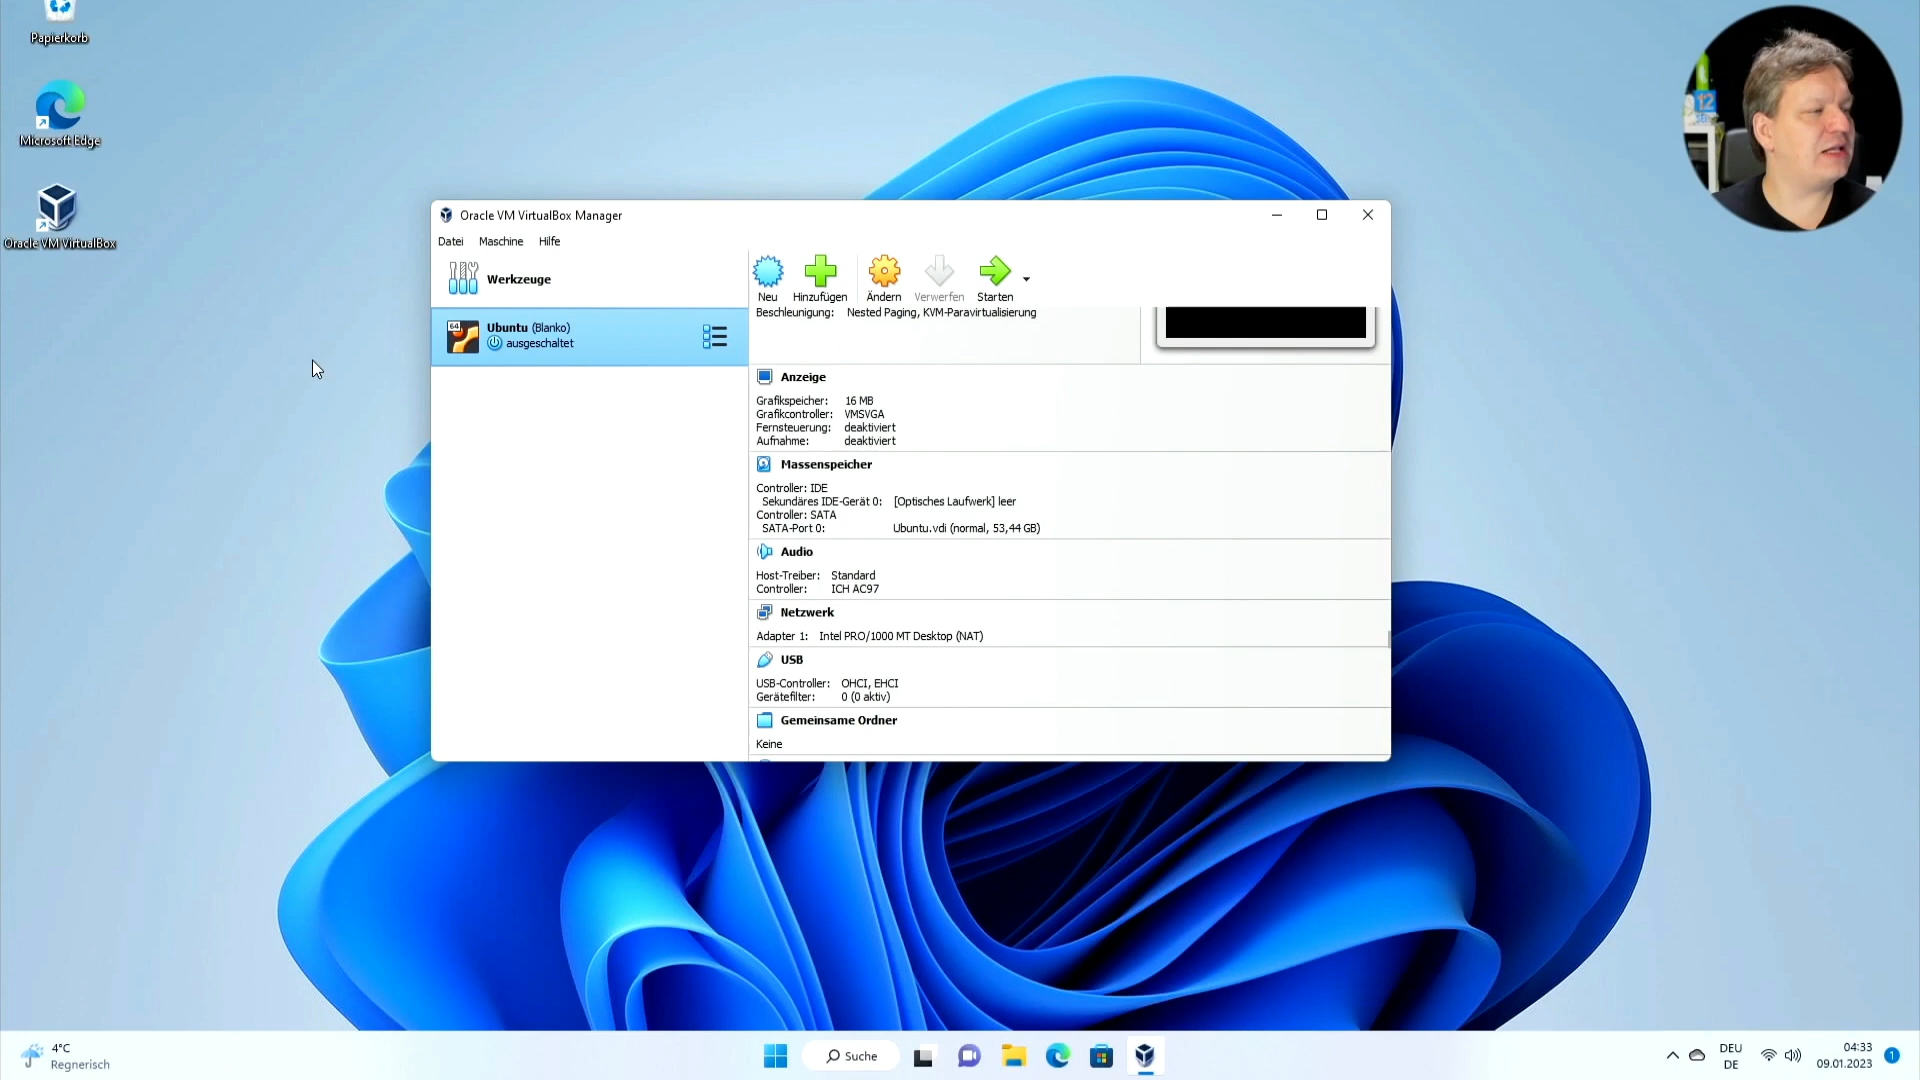 Papierkorb
Microsoft Edge
Oracle VM VirtualBox
12
Oracle VM VirtualBox Manager
Datei Maschine Hilfe
Werkzeuge
Neu Hinzufügen Ändern Verwerfen Starten
64
Ubuntu (Blanko)
ausgeschaltet
Beschleunigung: Nested Paging, KVM-Paravirtualisierung
Anzeige
Grafikspeicher: 16 MB
Grafikcontroller: VMSVGA
Fernsteuerung: deaktiviert
Aufnahme: deaktiviert
Massenspeicher
Controller: IDE
Sekundäres IDE-Gerät 0: [Optisches Laufwerk] leer
Controller: SATA
SATA-Port 0: Ubuntu.vdi (normal, 53,44 GB)
Audio
Host-Treiber: Standard
Controller: ICH AC97
Netzwerk
Adapter 1: Intel PRO/1000 MT Desktop (NAT)
USB
USB-Controller: OHCI, EHCI
Gerätefilter: 0 (0 aktiv)
Gemeinsame Ordner
Keine
4°C
Regnerisch
Suche
DEU
DE
04:33
09.01.2023
1